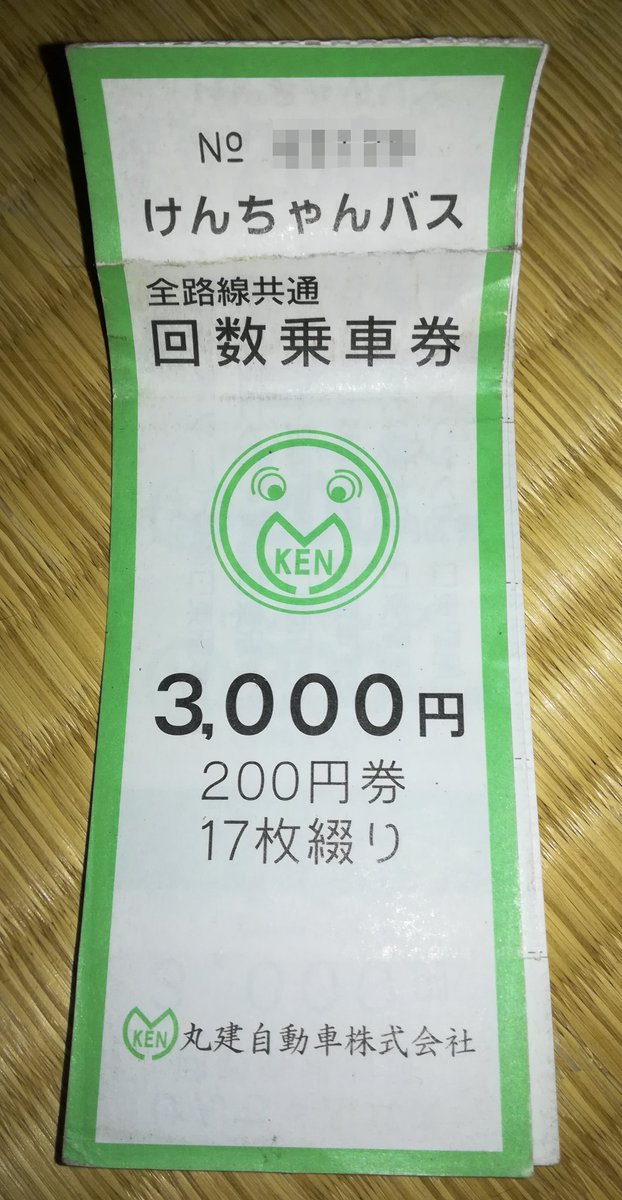 №
けんちゃんバス
全路線共通
回数乗車券
KEN
3,000円
200円券
17枚綴り
KEN 丸建自動車株式会社